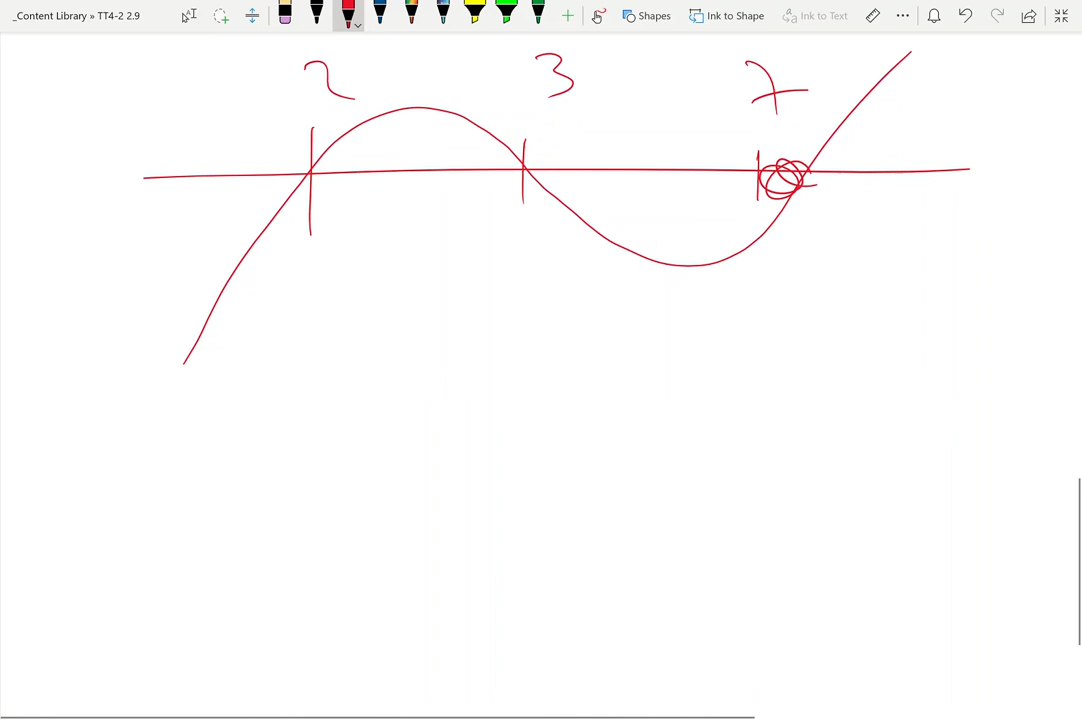 _Content Library » TT4-2 2.9
Shapes
Ink to Shape
Ink to Text
2 3 7